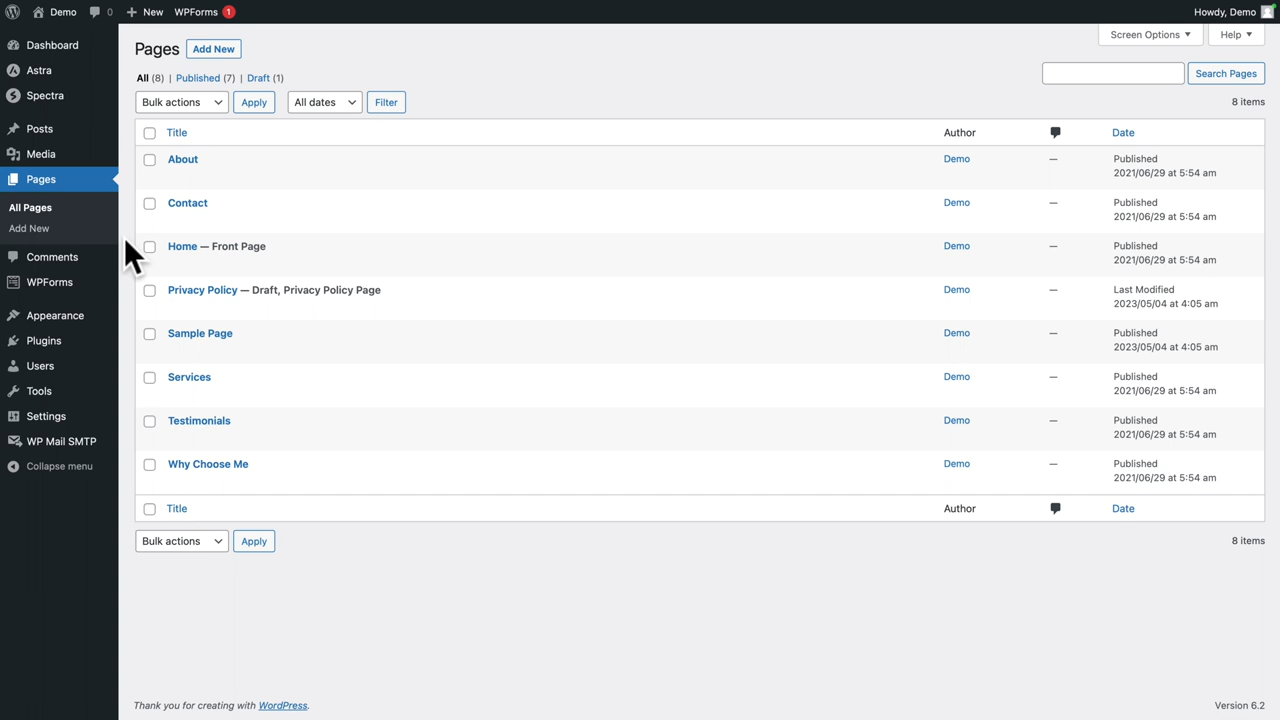 Demo 0 New WPForms 1 Howdy, Demo
Dashboard
Astra
Spectra
Posts
Media
Pages
All Pages
Add New
Comments
WPForms
Appearance
Plugins
Users
Tools
Settings
WP Mail SMTP
Collapse menu
Screen Options ▼ Help ▼
Pages Add New
All (8) | Published (7) | Draft (1)
Search Pages
Bulk actions Apply All dates Filter 8 items
Title Author Date
About Demo — Published
2021/06/29 at 5:54 am
Contact Demo — Published
2021/06/29 at 5:54 am
Home — Front Page Demo — Published
2021/06/29 at 5:54 am
Privacy Policy — Draft, Privacy Policy Page Demo — Last Modified
2023/05/04 at 4:05 am
Sample Page Demo — Published
2023/05/04 at 4:05 am
Services Demo — Published
2021/06/29 at 5:54 am
Testimonials Demo — Published
2021/06/29 at 5:54 am
Why Choose Me Demo — Published
2021/06/29 at 5:54 am
Title Author Date
Bulk actions Apply 8 items
Thank you for creating with WordPress. Version 6.2